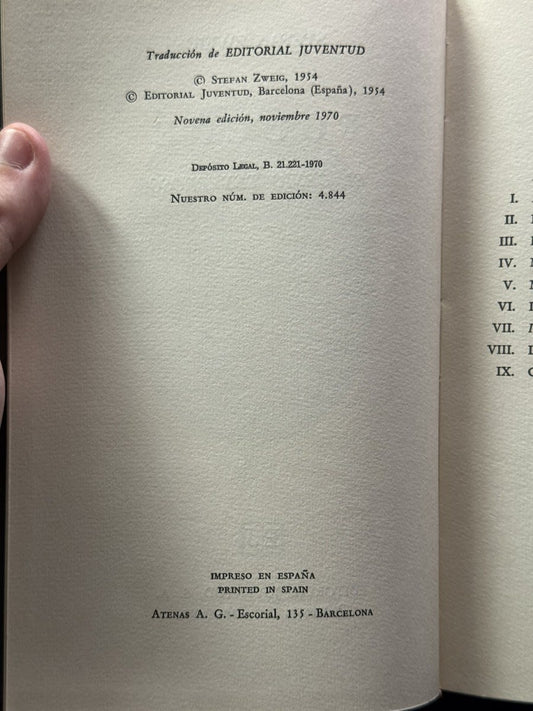 Traducción de EDITORIAL JUVENTUD
© STEFAN ZWEIG, 1954
© EDITORIAL JUVENTUD, Barcelona (España), 1954
Novena edición, noviembre 1970
DEPÓSITO LEGAL, B. 21.221-1970
NUESTRO NÚM. DE EDICIÓN: 4.844
IMPRESO EN ESPAÑA
PRINTED IN SPAIN
ATENAS A. G. - Escorial, 135 - BARCELONA
I.
II.
III.
IV.
V.
VI.
VII.
VIII.
IX.